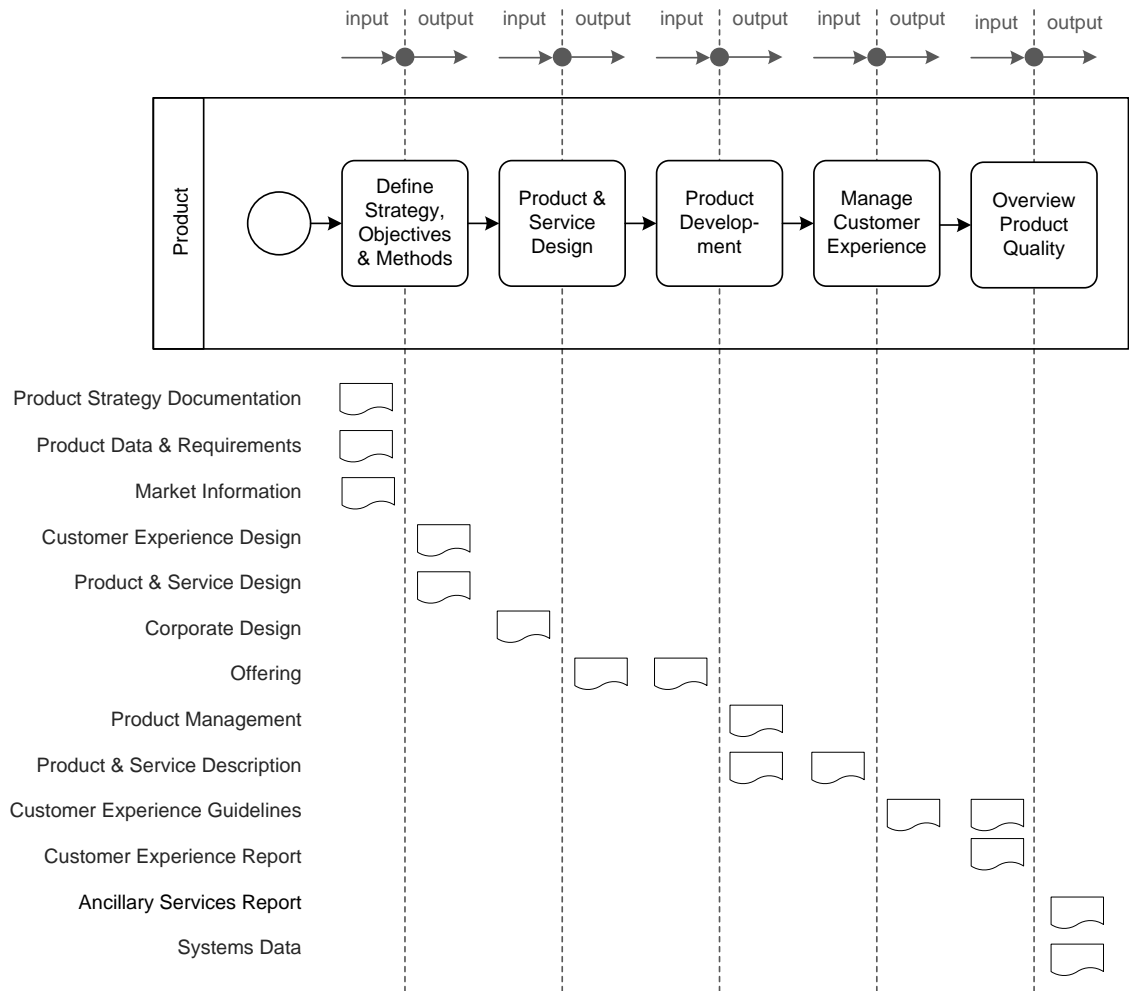 input output input output input output input output input output
Product
Define
Strategy,
Objectives
& Methods
Product &
Service
Design
Product
Develop-
ment
Manage
Customer
Experience
Overview
Product
Quality
Product Strategy Documentation
Product Data & Requirements
Market Information
Customer Experience Design
Product & Service Design
Corporate Design
Offering
Product Management
Product & Service Description
Customer Experience Guidelines
Customer Experience Report
Ancillary Services Report
Systems Data